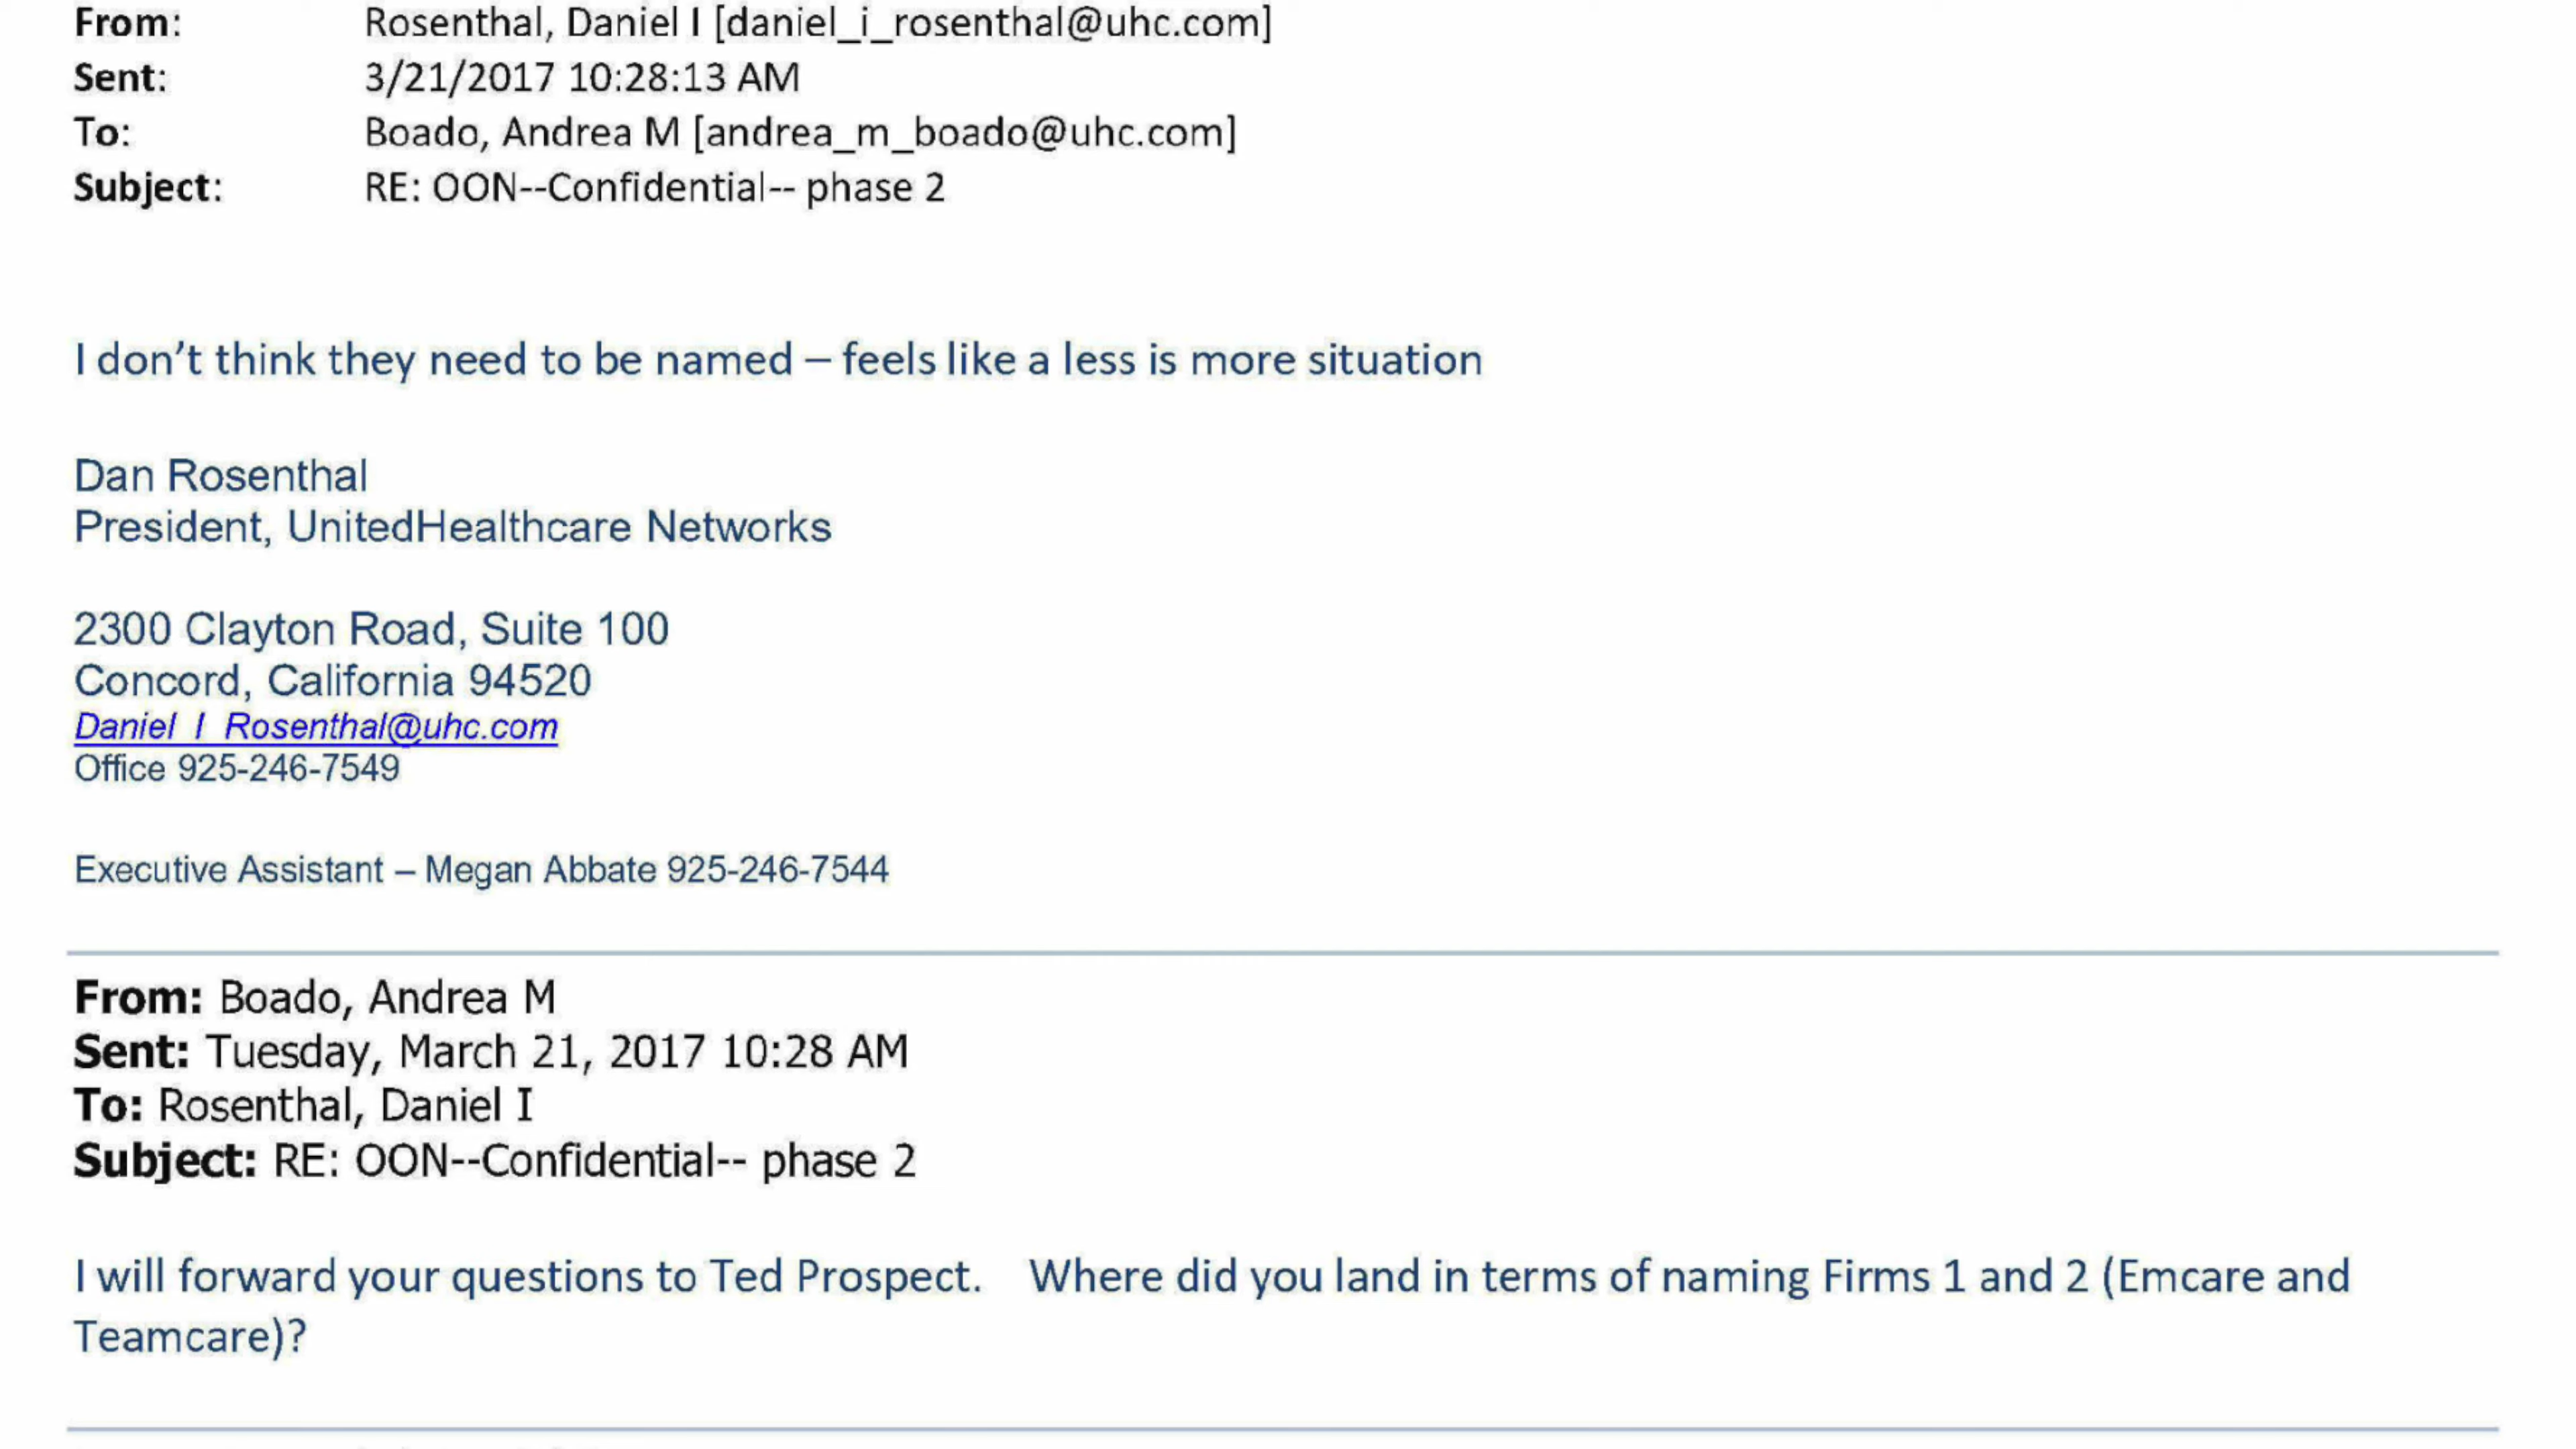 From: Rosenthal, Daniel I [daniel_i_rosenthal@uhc.com]
Sent: 3/21/2017 10:28:13 AM
To: Boado, Andrea M [andrea_m_boado@uhc.com]
Subject: RE: OON--Confidential-- phase 2
I don’t think they need to be named – feels like a less is more situation
Dan Rosenthal
President, UnitedHealthcare Networks
2300 Clayton Road, Suite 100
Concord, California 94520
Daniel_I_Rosenthal@uhc.com
Office 925-246-7549
Executive Assistant – Megan Abbate 925-246-7544
From: Boado, Andrea M
Sent: Tuesday, March 21, 2017 10:28 AM
To: Rosenthal, Daniel I
Subject: RE: OON--Confidential-- phase 2
I will forward your questions to Ted Prospect. Where did you land in terms of naming Firms 1 and 2 (Emcare and
Teamcare)?